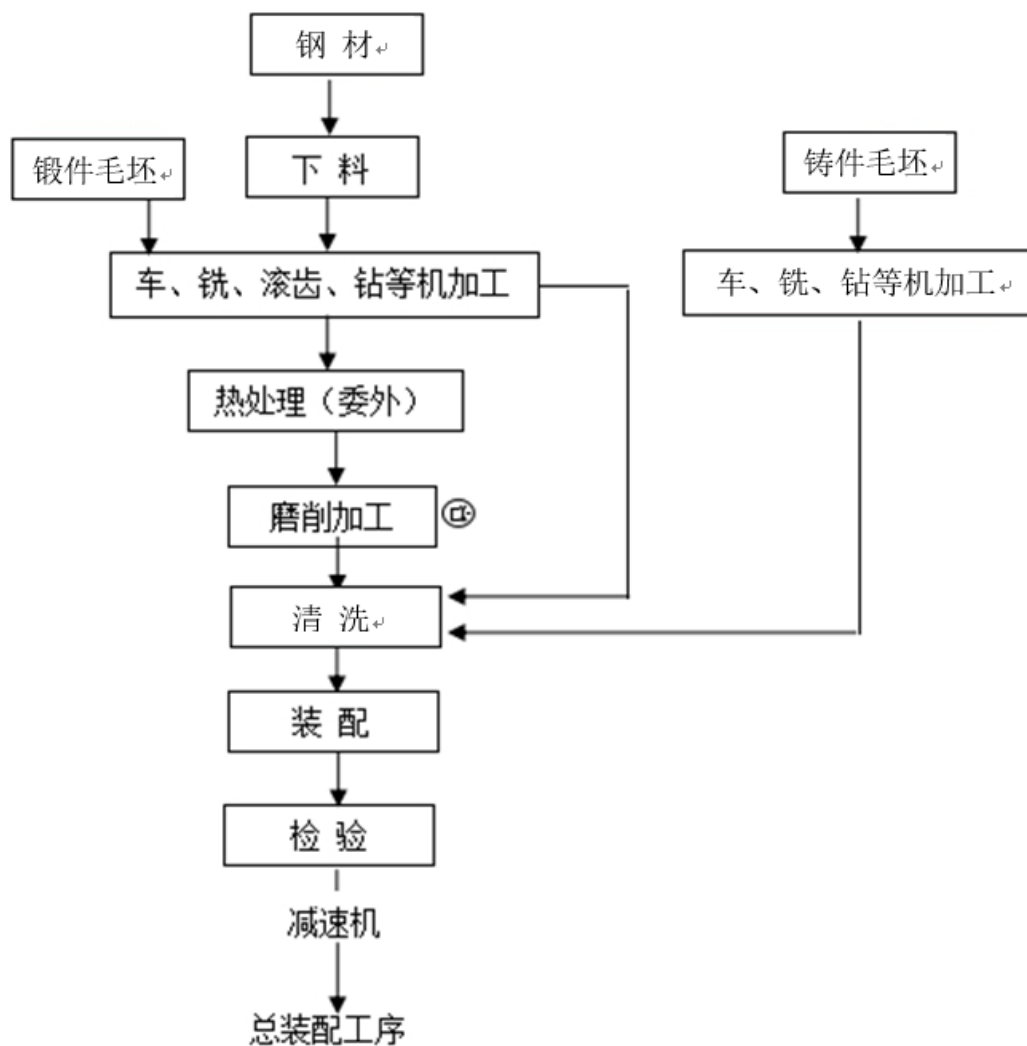 钢 材
下 料
锻件毛坯
铸件毛坯
车、铣、滚齿、钻等机加工
车、铣、钻等机加工
热处理（委外）
磨削加工
清 洗
装 配
检 验
减速机
总装配工序